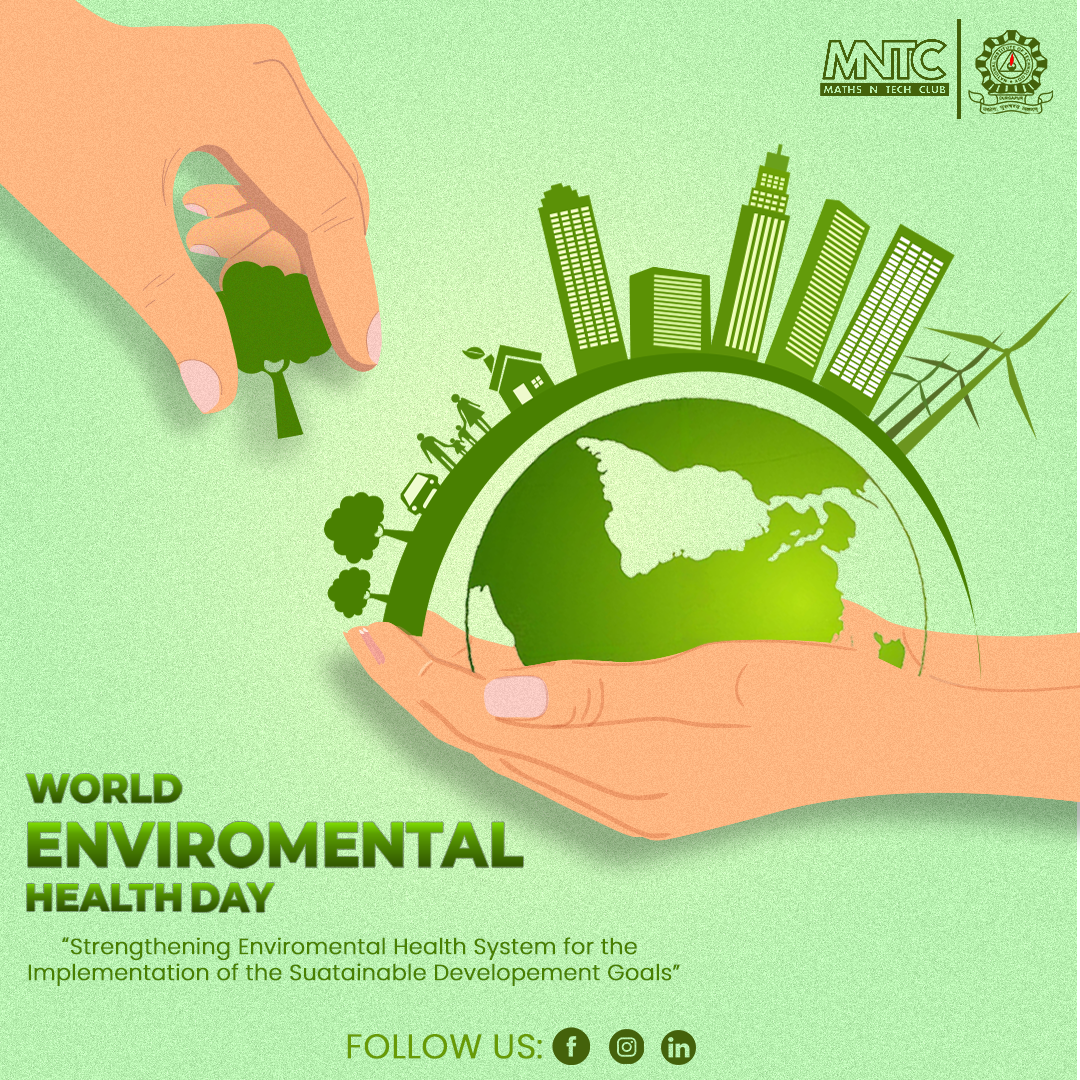 MNTC
MATHS N TECH CLUB
WORLD
ENVIROMENTAL
HEALTH DAY
“Strengthening Enviromental Health System for the
Implementation of the Suatainable Developement Goals”
FOLLOW US: